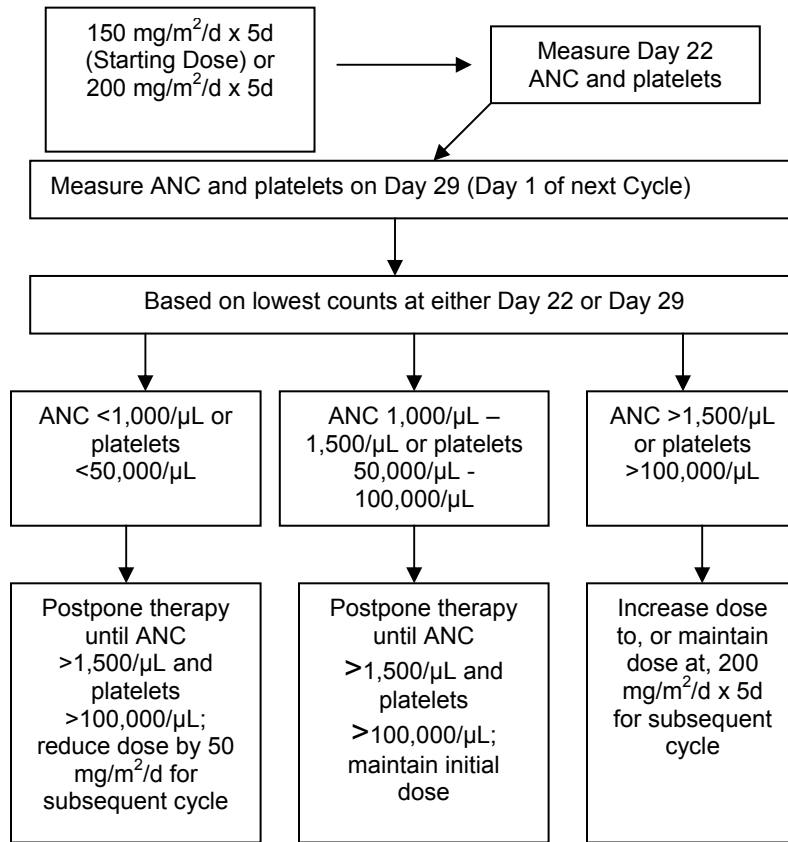 150 mg/m²/d x 5d
(Starting Dose) or
200 mg/m²/d x 5d
Measure Day 22
ANC and platelets
Measure ANC and platelets on Day 29 (Day 1 of next Cycle)
Based on lowest counts at either Day 22 or Day 29
ANC <1,000/µL or
platelets
<50,000/µL
ANC 1,000/µL –
1,500/µL or platelets
50,000/µL -
100,000/µL
ANC >1,500/µL
or platelets
>100,000/µL
Postpone therapy
until ANC
>1,500/µL and
platelets
>100,000/µL;
reduce dose by 50
mg/m²/d for
subsequent cycle
Postpone therapy
until ANC
>1,500/µL and
platelets
>100,000/µL;
maintain initial
dose
Increase dose
to, or maintain
dose at, 200
mg/m²/d x 5d
for subsequent
cycle